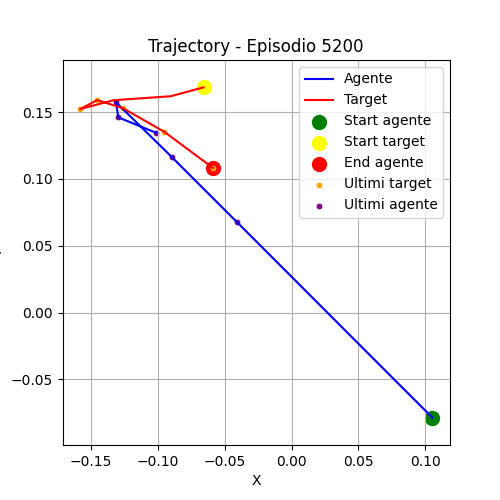 Trajectory - Episodio 5200
Agente
Target
Start agente
Start target
End agente
Ultimi target
Ultimi agente
0.15
0.10
0.05
0.00
−0.05
−0.15
−0.10
−0.05
0.00
0.05
0.10
X